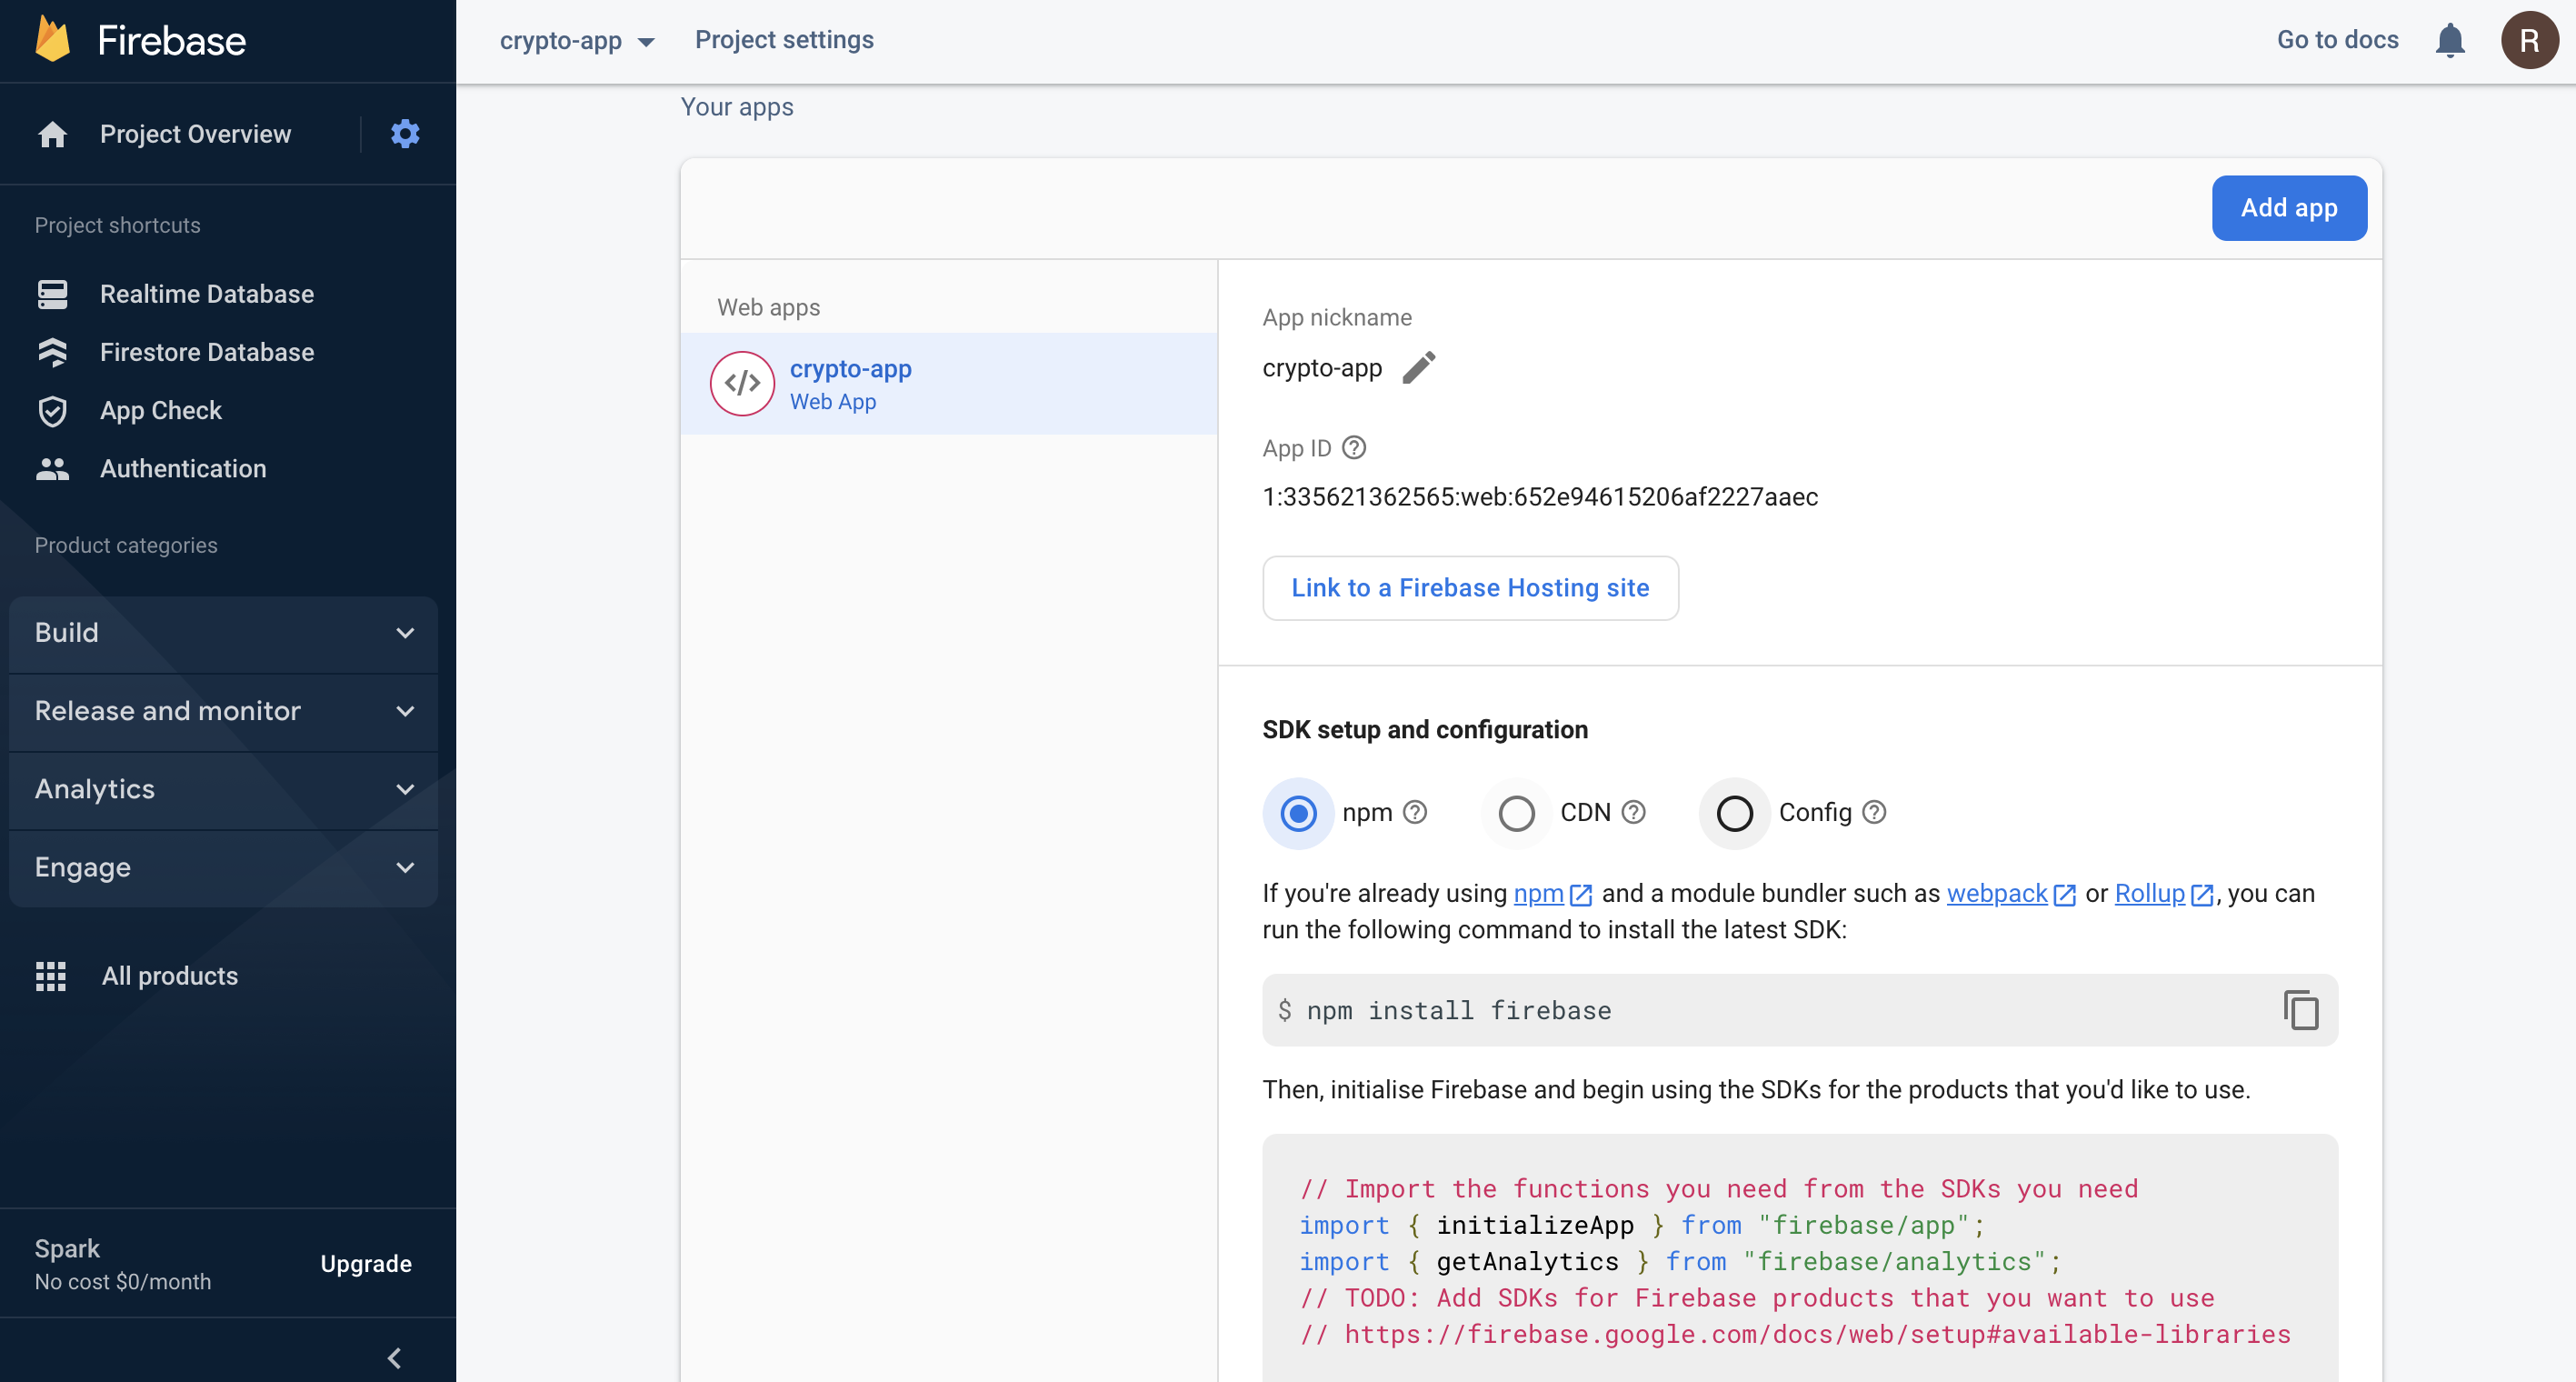 Firebase
crypto-app
Project settings
Go to docs
R
Project Overview
Project shortcuts
Realtime Database
Firestore Database
App Check
Authentication
Product categories
Build
Release and monitor
Analytics
Engage
All products
Spark
No cost $0/month
Upgrade
Your apps
Add app
Web apps
</>
crypto-app
Web App
App nickname
crypto-app
App ID
1:335621362565:web:652e94615206af2227aaec
Link to a Firebase Hosting site
SDK setup and configuration
npm
CDN
Config
If you're already using npm and a module bundler such as webpack or Rollup, you can
run the following command to install the latest SDK:
$ npm install firebase
Then, initialise Firebase and begin using the SDKs for the products that you'd like to use.
// Import the functions you need from the SDKs you need
import { initializeApp } from "firebase/app";
import { getAnalytics } from "firebase/analytics";
// TODO: Add SDKs for Firebase products that you want to use
// https://firebase.google.com/docs/web/setup#available-libraries